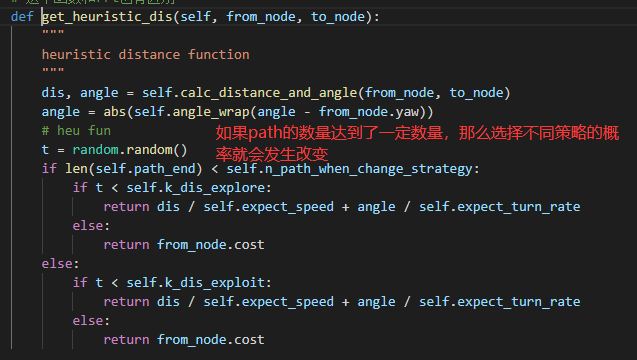 def get_heuristic_dis(self, from_node, to_node):
"""
heuristic distance function
"""
dis, angle = self.calc_distance_and_angle(from_node, to_node)
angle = abs(self.angle_wrap(angle - from_node.yaw))
# heu fun
如果path的数量达到了一定数量，那么选择不同策略的概
率就会发生改变
t = random.random()
if len(self.path_end) < self.n_path_when_change_strategy:
if t < self.k_dis_explore:
return dis / self.expect_speed + angle / self.expect_turn_rate
else:
return from_node.cost
else:
if t < self.k_dis_exploit:
return dis / self.expect_speed + angle / self.expect_turn_rate
else:
return from_node.cost